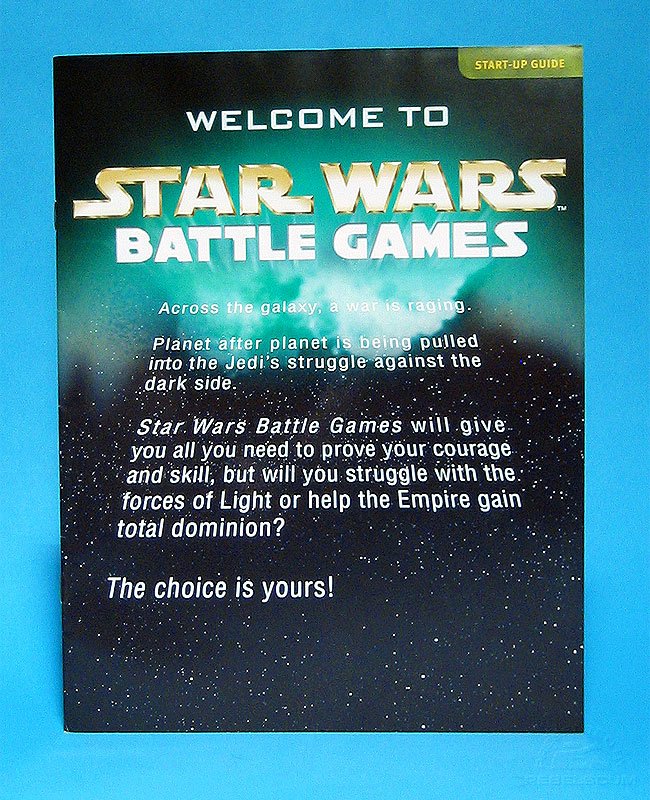 START-UP GUIDE
WELCOME TO
STAR WARS™
BATTLE GAMES
Across the galaxy, a war is raging.
Planet after planet is being pulled
into the Jedi's struggle against the
dark side.
Star Wars Battle Games will give
you all you need to prove your courage
and skill, but will you struggle with the
forces of Light or help the Empire gain
total dominion?
The choice is yours!
REBELSCUM